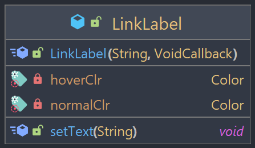 LinkLabel
LinkLabel(String, VoidCallback)
hoverClr Color
normalClr Color
setText(String) void